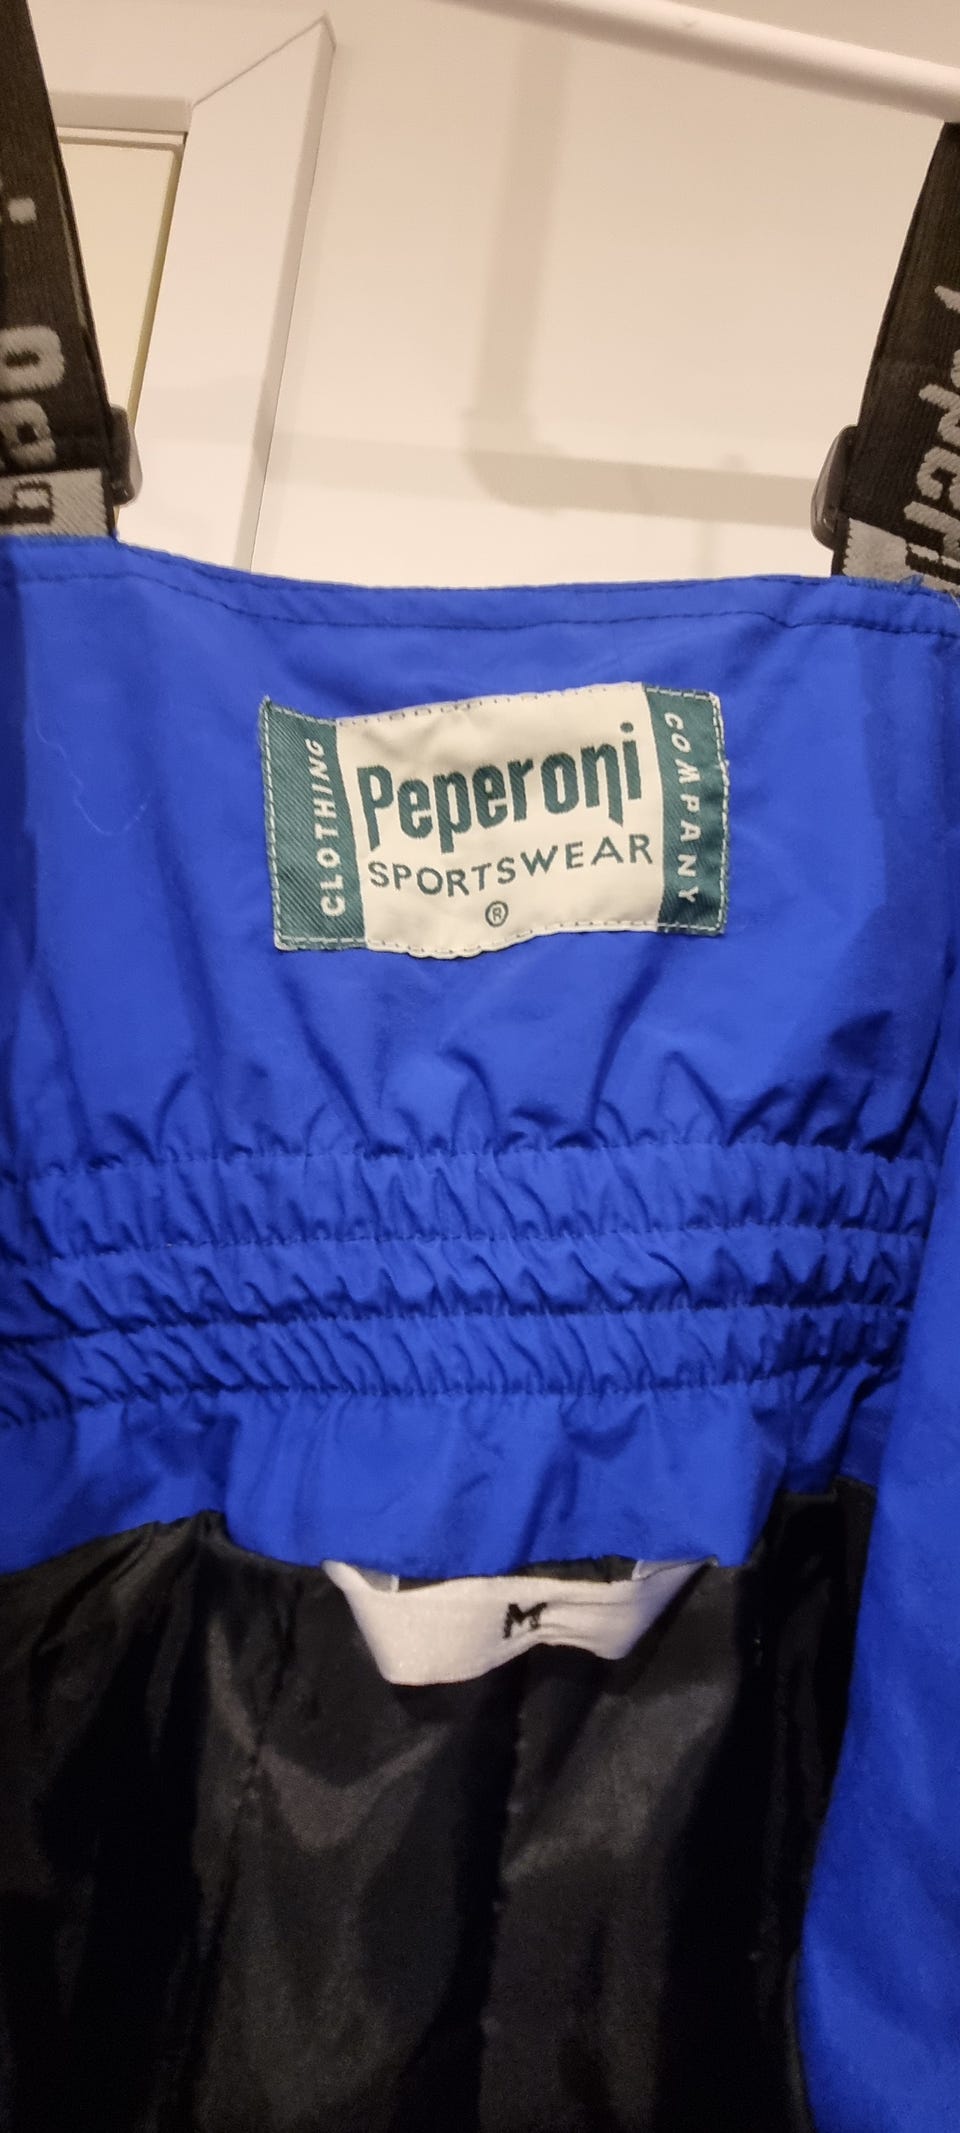 CLOTHING
Peperoni
SPORTSWEAR
®
COMPANY
M